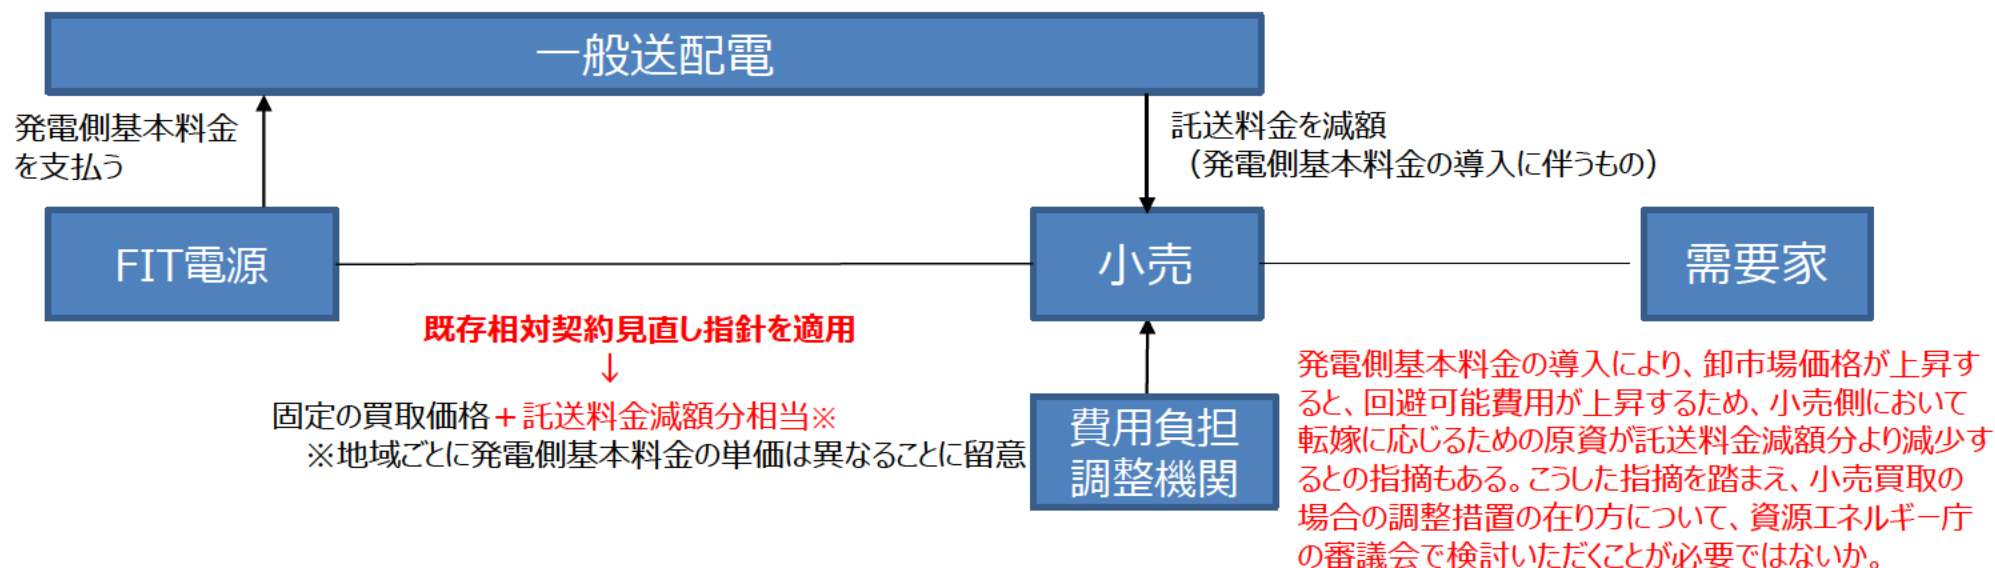 一般送配電
発電側基本料金
を支払う
託送料金を減額
（発電側基本料金の導入に伴うもの）
FIT電源
小売
需要家
既存相対契約見直し指針を適用
↓
固定の買取価格＋託送料金減額分相当※
※地域ごとに発電側基本料金の単価は異なることに留意
費用負担
調整機関
発電側基本料金の導入により、卸市場価格が上昇す
ると、回避可能費用が上昇するため、小売側において
転嫁に応じるための原資が託送料金減額分より減少す
るとの指摘もある。こうした指摘を踏まえ、小売買取の
場合の調整措置の在り方について、資源エネルギー庁
の審議会で検討いただくことが必要ではないか。